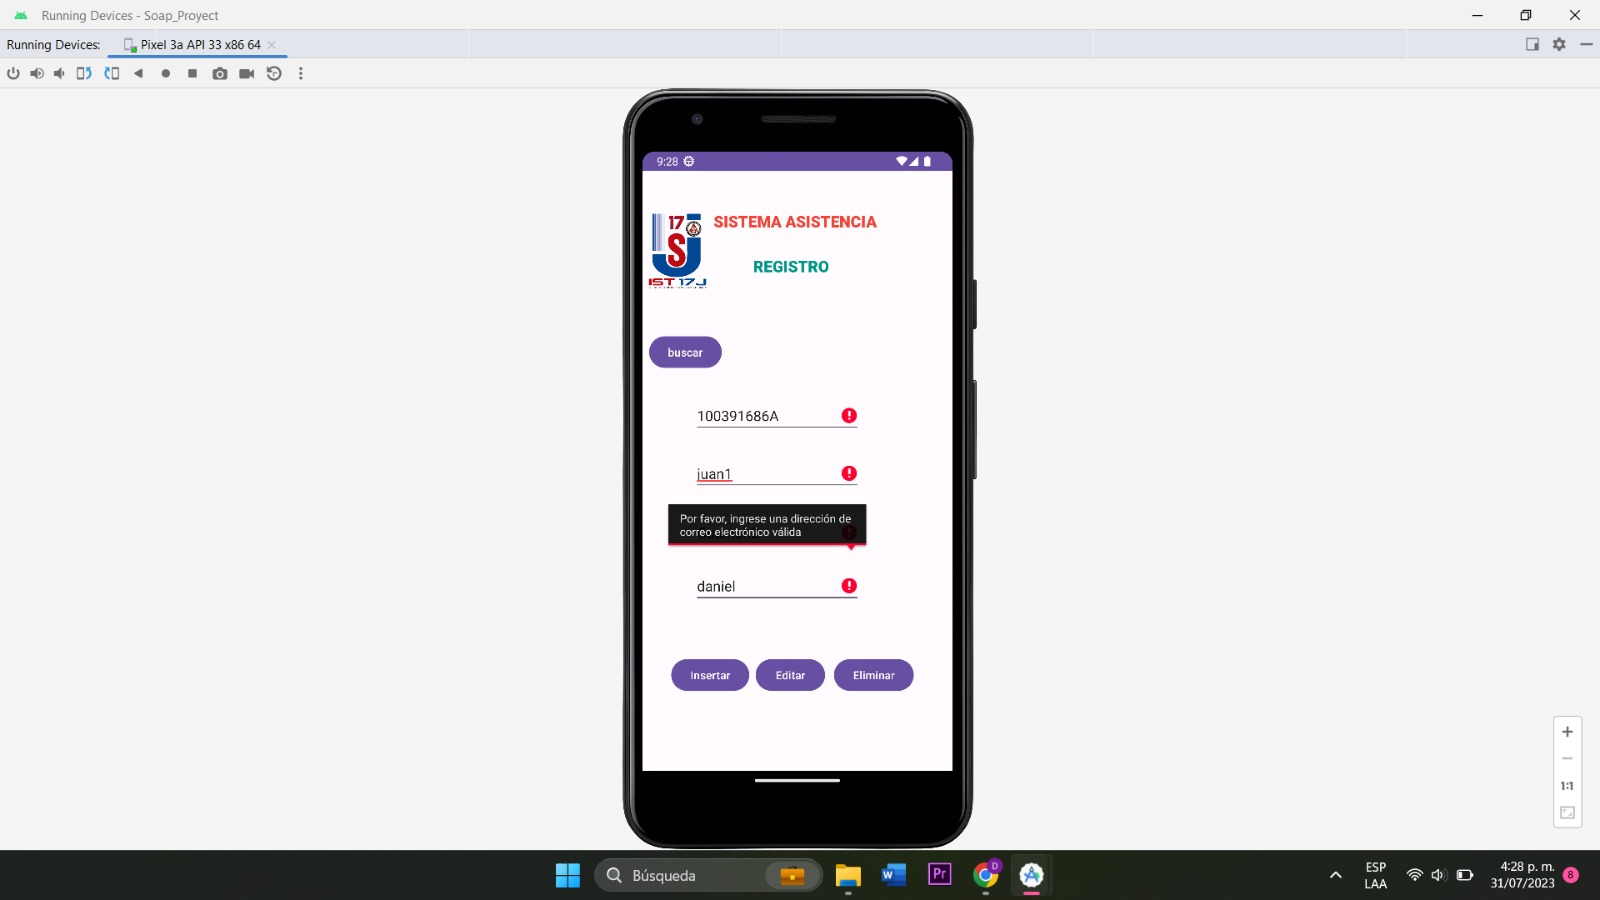 Running Devices - Soap_Proyect
Running Devices:
Pixel 3a API 33 x86 64
9:28
17
SJ
IST 17J
SISTEMA ASISTENCIA
REGISTRO
buscar
100391686A
juan1
Por favor, ingrese una dirección de
correo electrónico válida
daniel
Insertar
Editar
Eliminar
1:1
Búsqueda
W
Pr
D
ESP
LAA
4:28 p. m.
31/07/2023
8